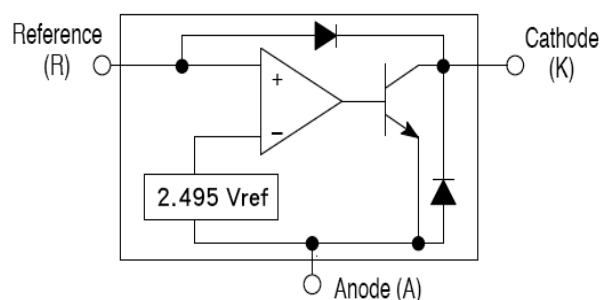 Reference
(R)
Cathode
(K)
+
−
2.495 Vref
Anode (A)